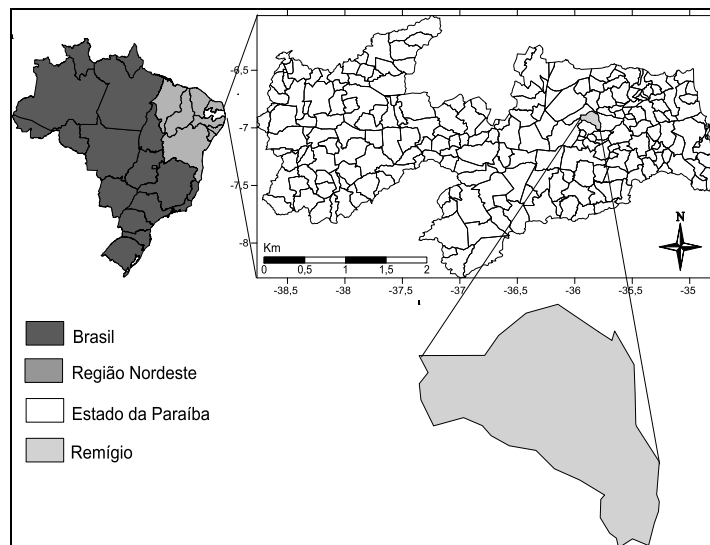 -6,5
-7
-7,5
-8
Km
0 0,5 1 1,5 2
N
-38,5 -38 -37,5 -37 -36,5 -36 -35,5 -35
Brasil
Região Nordeste
Estado da Paraíba
Remígio